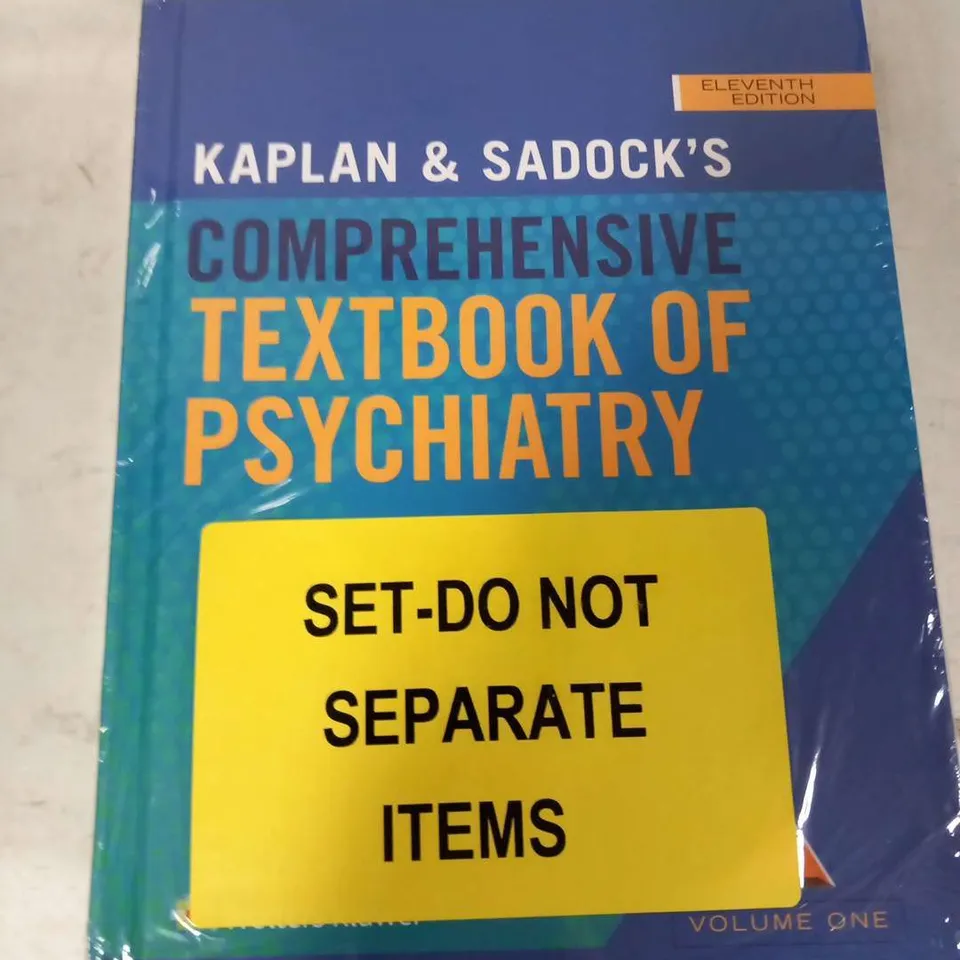 ELEVENTH
EDITION
KAPLAN & SADOCK'S
COMPREHENSIVE
TEXTBOOK OF
PSYCHIATRY
SET-DO NOT
SEPARATE
ITEMS
VOLUME ONE